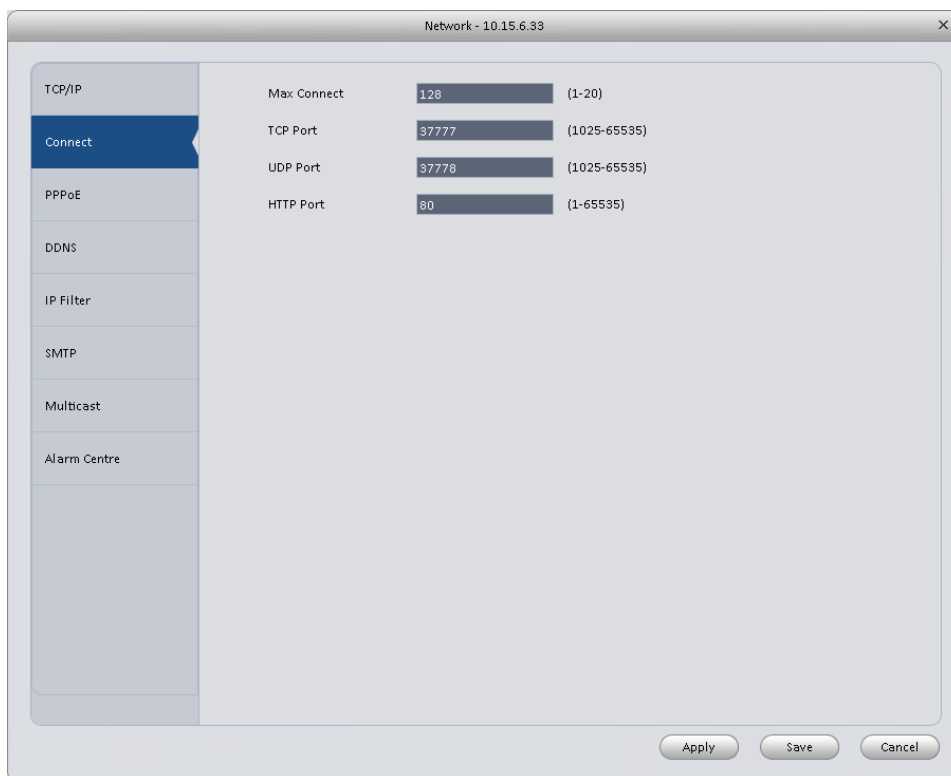 Network - 10.15.6.33
X
TCP/IP
Connect
PPPoE
DDNS
IP Filter
SMTP
Multicast
Alarm Centre
Max Connect 128 (1-20)
TCP Port 37777 (1025-65535)
UDP Port 37778 (1025-65535)
HTTP Port 80 (1-65535)
Apply Save Cancel